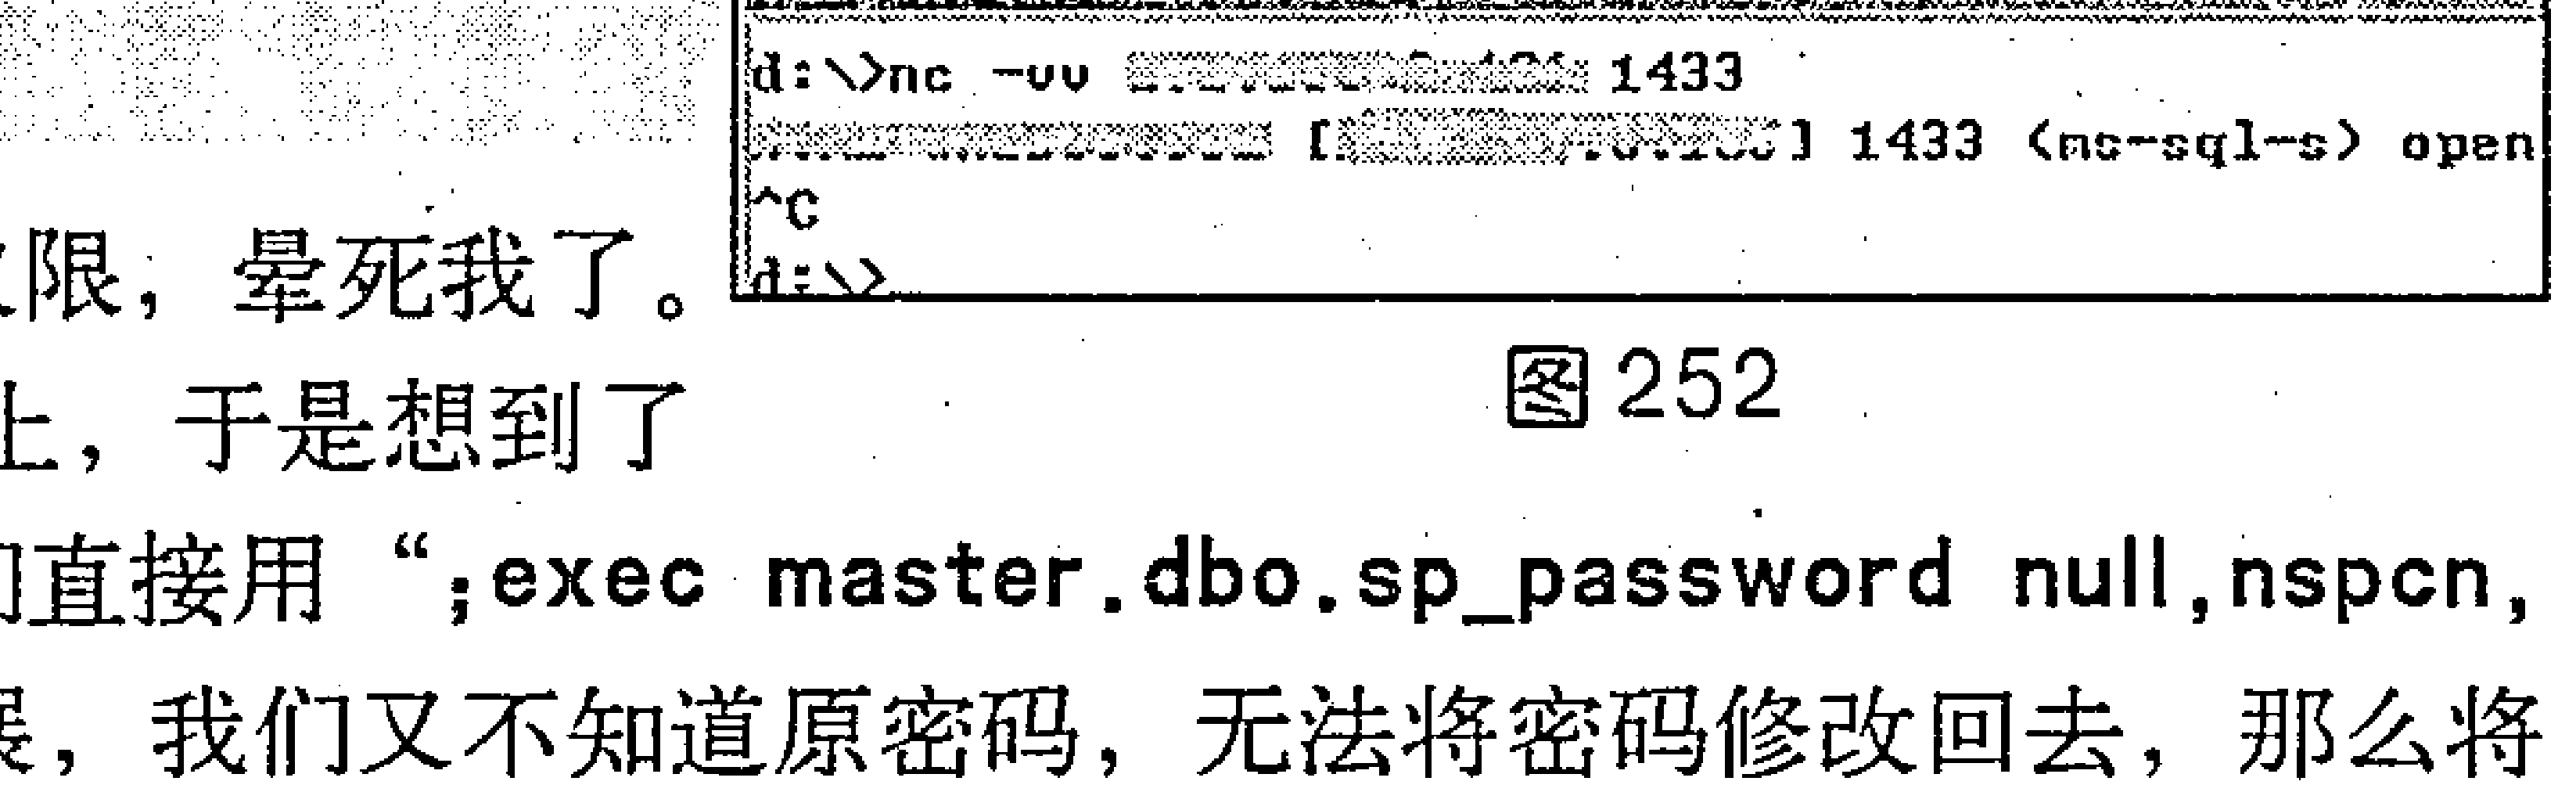 d:\>nc -vv 1433
[ ] 1433 (ms-sql-s) open
^C
d:\>
限；晕死我了。
图252
上，于是想到了
直接用“;exec master.dbo.sp_password null,nspcn,
，我们又不知道原密码，无法将密码修改回去，那么将